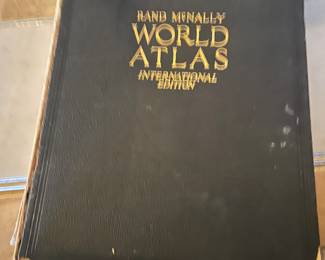 RAND MᶜNALLY
WORLD
ATLAS
INTERNATIONAL
EDITION